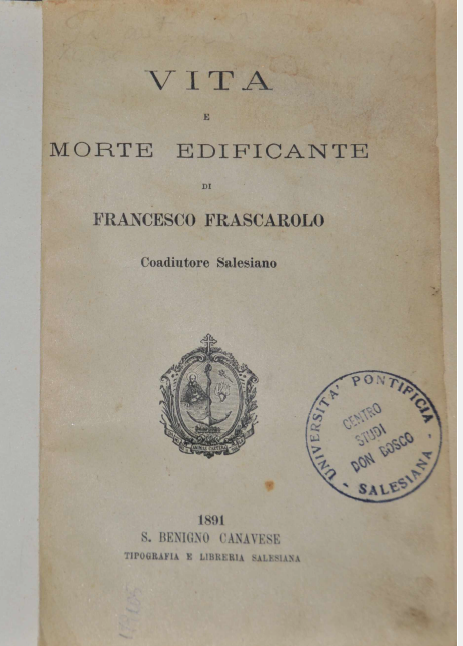 VITA
E
MORTE EDIFICANTE
DI
FRANCESCO FRASCAROLO
Coadiutore Salesiano
UNIVERSITA' PONTIFICIA
CENTRO
STUDI
DON BOSCO
- SALESIANA -
1891
S. BENIGNO CANAVESE
TIPOGRAFIA E LIBRERIA SALESIANA